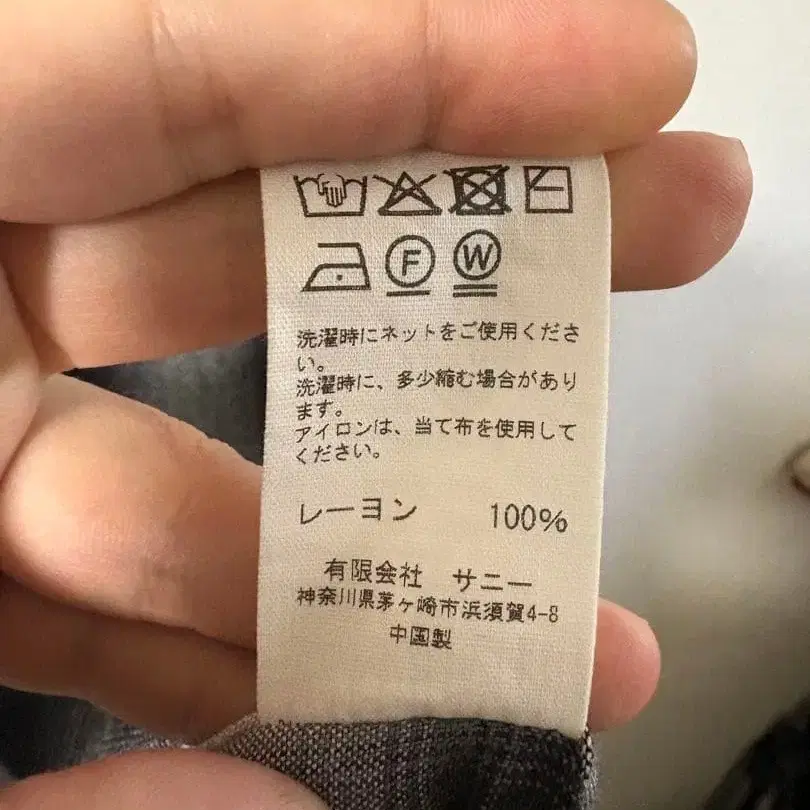 F W
洗濯時にネットをご使用くださ
い。
洗濯時に、多少縮む場合があり
ます。
アイロンは、当て布を使用して
ください。
レーヨン 100%
有限会社 サニー
神奈川県茅ヶ崎市浜須賀4-8
中国製